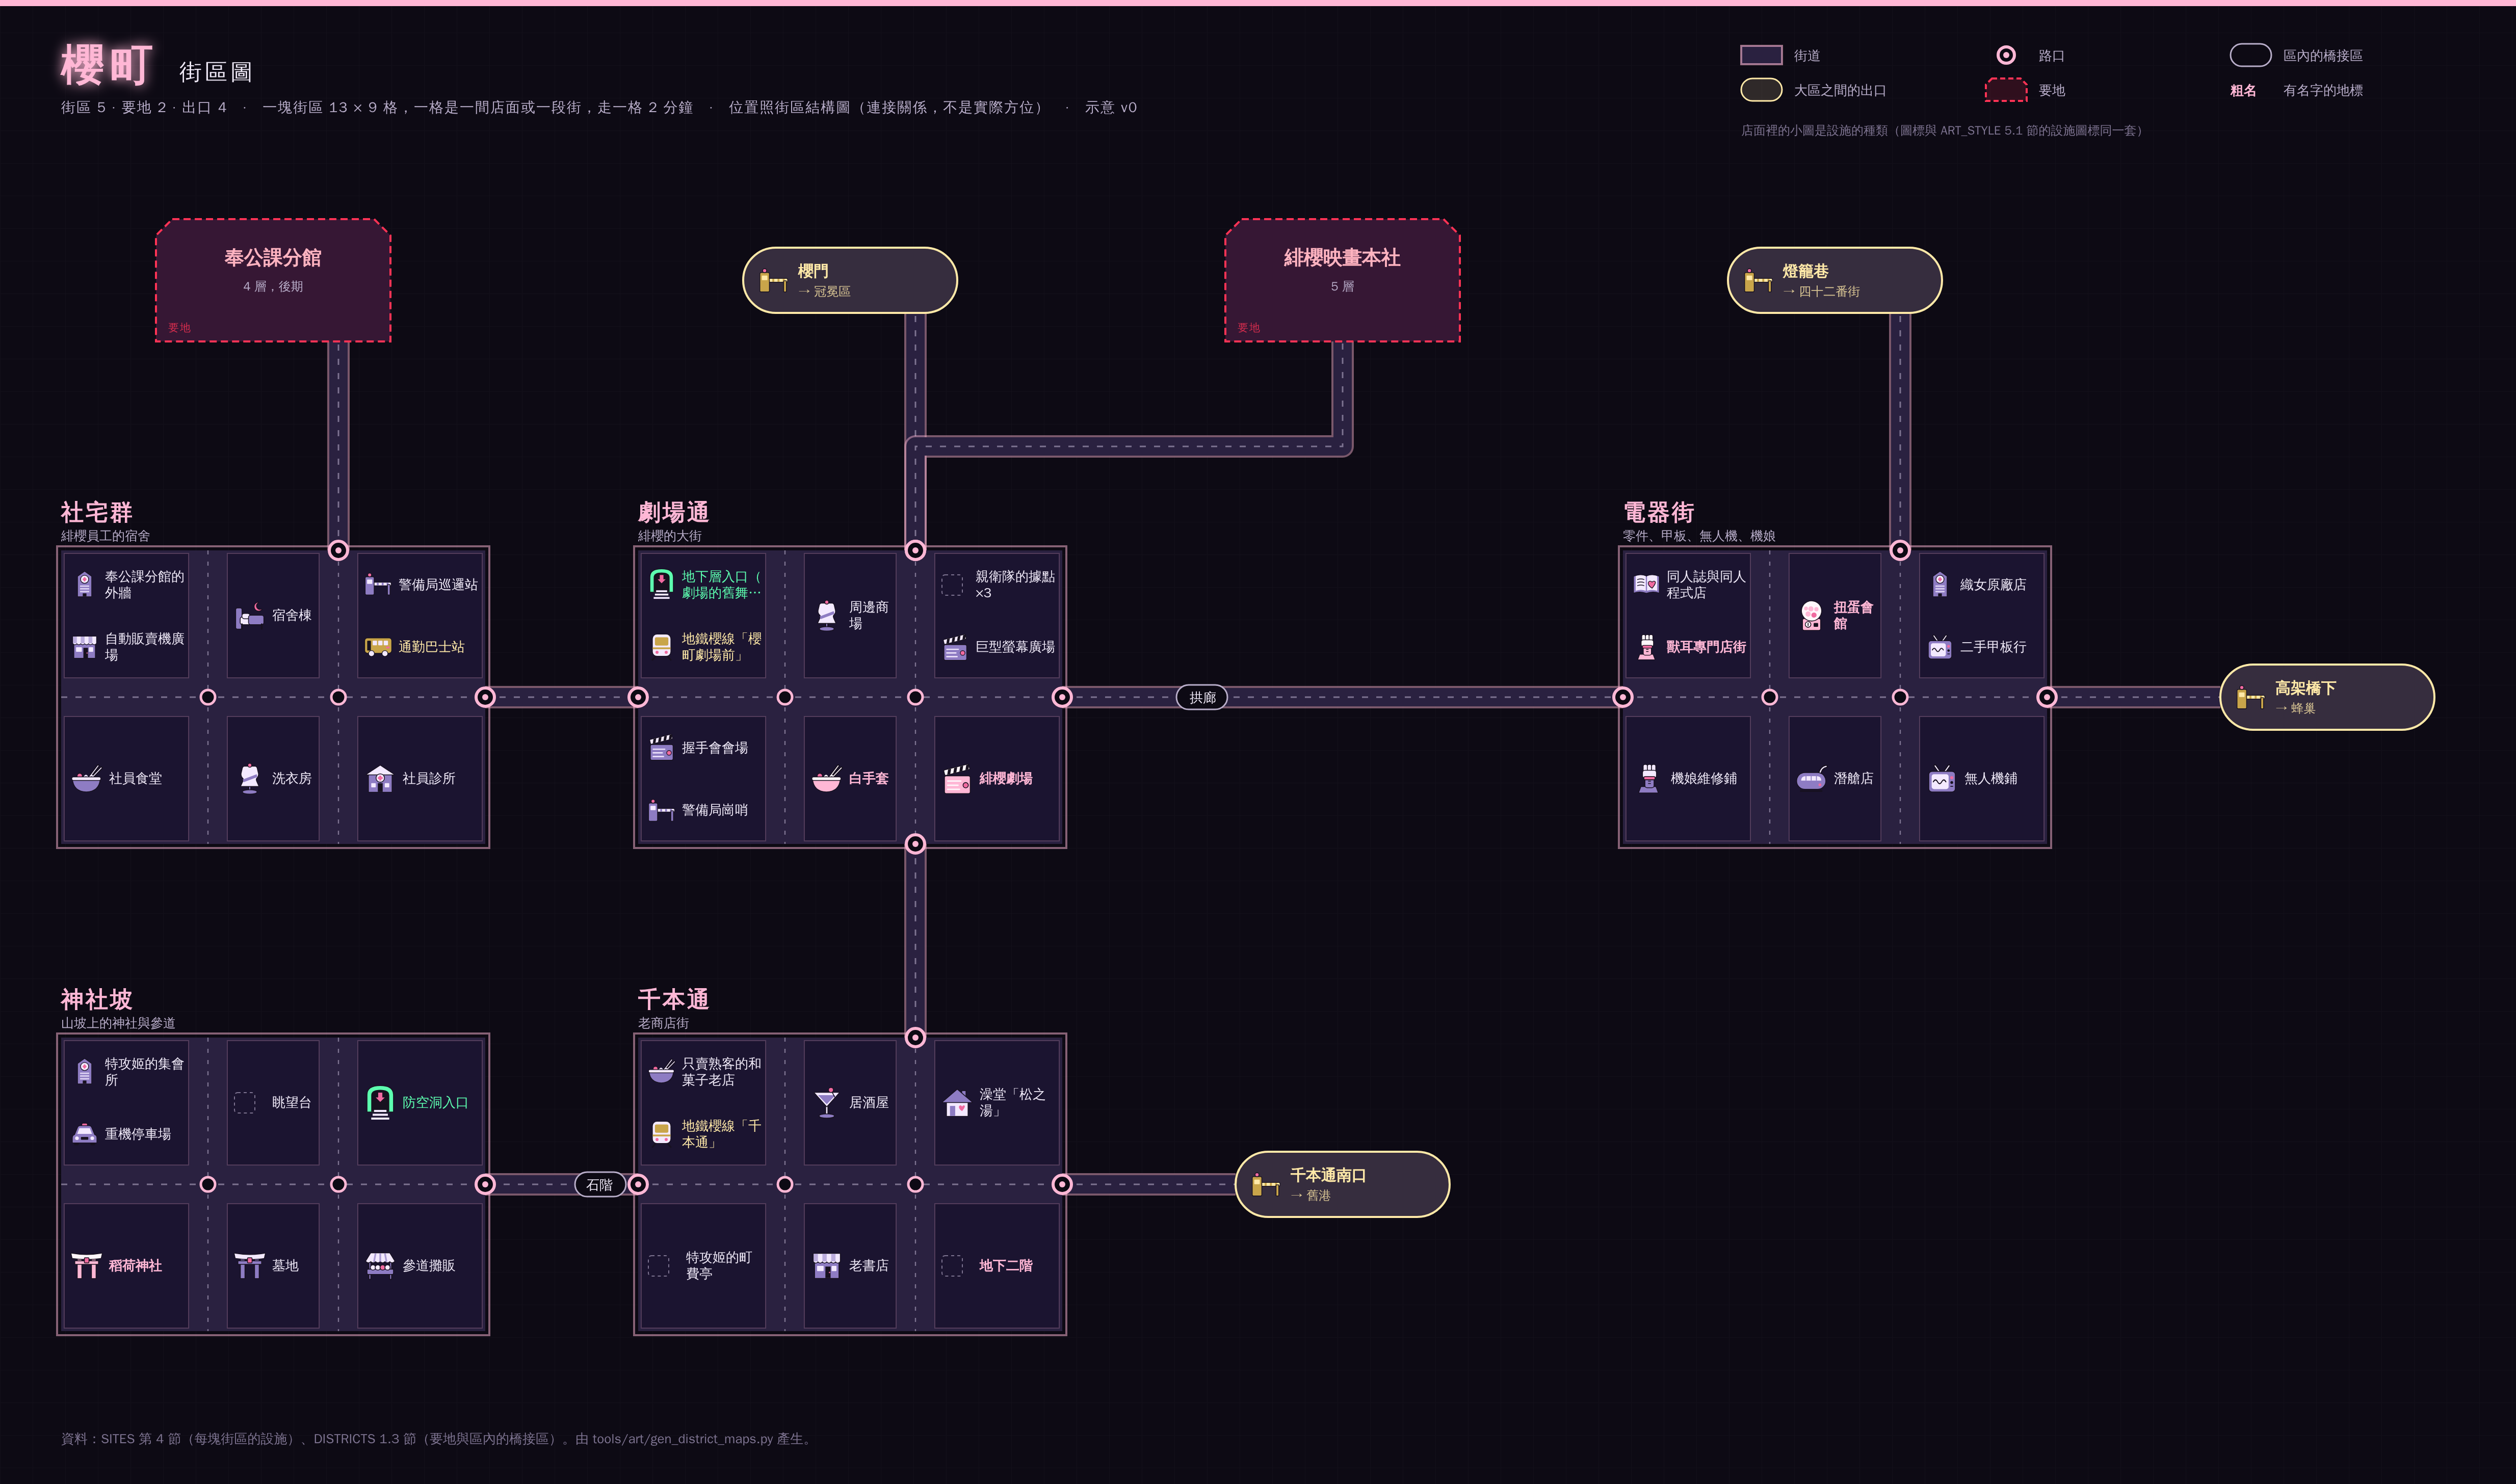 櫻町 街區圖
街區 5 · 要地 2 · 出口 4 · 一塊街區 13 × 9 格，一格是一間店面或一段街，走一格 2 分鐘 · 位置照街區結構圖（連接關係，不是實際方位） · 示意 v0
街道
路口
區內的橋接區
大區之間的出口
要地
粗名 有名字的地標
店面裡的小圖是設施的種類（圖標與 ART_STYLE 5.1 節的設施圖標同一套）
奉公課分館
4 層，後期
要地
櫻門
→ 冠冕區
緋櫻映畫本社
5 層
要地
燈籠巷
→ 四十二番街
社宅群
緋櫻員工的宿舍
奉公課分館的
外牆
自動販賣機廣
場
宿舍棟
警備局巡邏站
通勤巴士站
社員食堂
洗衣房
社員診所
劇場通
緋櫻的大街
地下層入口（
劇場的舊舞…
地鐵櫻線「櫻
町劇場前」
周邊商
場
親衛隊的據點
×3
巨型螢幕廣場
握手會會場
警備局崗哨
白手套
緋櫻劇場
拱廊
電器街
零件、甲板、無人機、機娘
同人誌與同人
程式店
獸耳專門店街
扭蛋會
館
織女原廠店
二手甲板行
機娘維修鋪
潛艙店
無人機鋪
高架橋下
→ 蜂巢
神社坡
山坡上的神社與參道
特攻姬的集會
所
重機停車場
眺望台
防空洞入口
稻荷神社
墓地
參道攤販
石階
千本通
老商店街
只賣熟客的和
菓子老店
地鐵櫻線「千
本通」
居酒屋
澡堂「松之
湯」
特攻姬的町
費亭
老書店
地下二階
千本通南口
→ 舊港
資料：SITES 第 4 節（每塊街區的設施）、DISTRICTS 1.3 節（要地與區內的橋接區）。由 tools/art/gen_district_maps.py 產生。